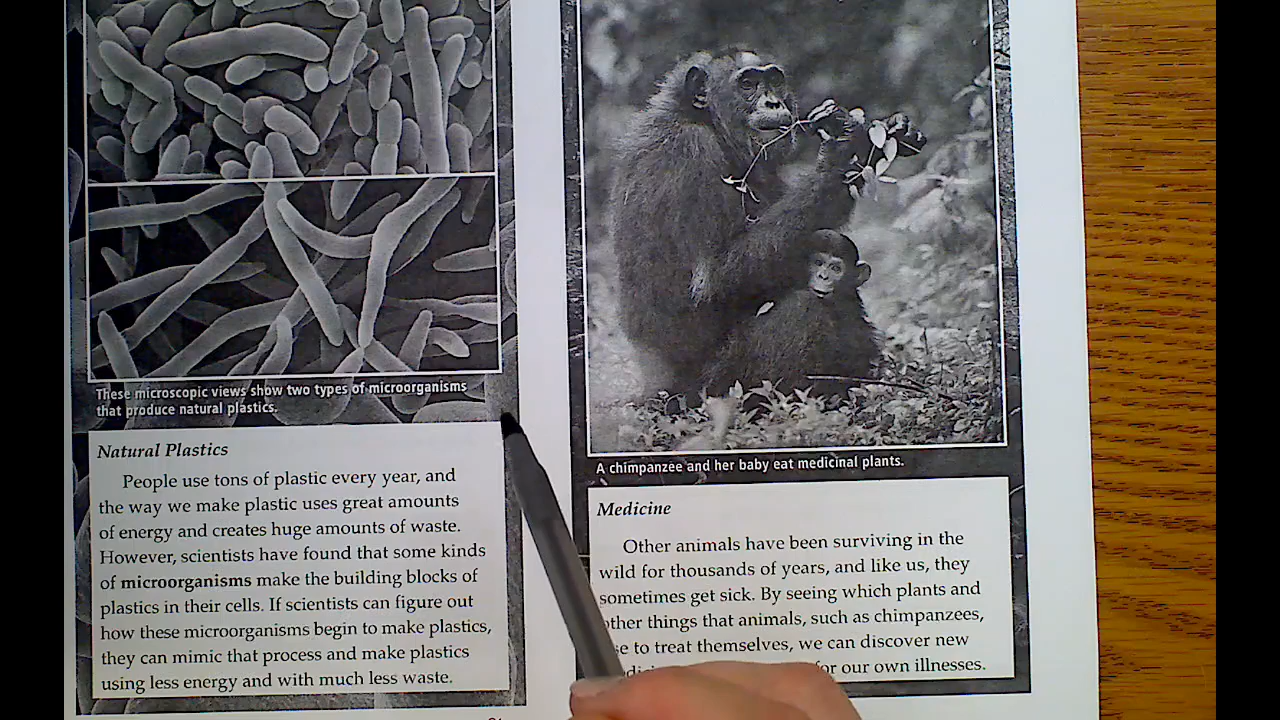 These microscopic views show two types of microorganisms
that produce natural plastics.
Natural Plastics
People use tons of plastic every year, and
the way we make plastic uses great amounts
of energy and creates huge amounts of waste.
However, scientists have found that some kinds
of microorganisms make the building blocks of
plastics in their cells. If scientists can figure out
how these microorganisms begin to make plastics,
they can mimic that process and make plastics
using less energy and with much less waste.
A chimpanzee and her baby eat medicinal plants.
Medicine
Other animals have been surviving in the
wild for thousands of years, and like us, they
sometimes get sick. By seeing which plants and
other things that animals, such as chimpanzees,
to treat themselves, we can discover new
for our own illnesses.